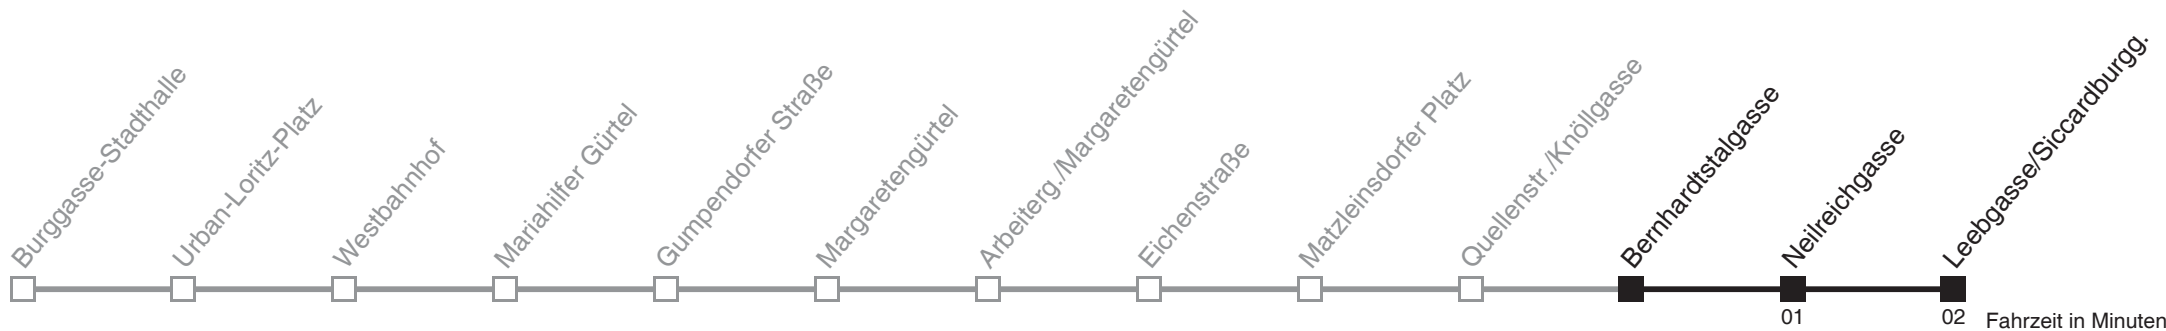 Burggasse-Stadthalle
Urban-Loritz-Platz
Westbahnhof
Mariahilfer Gürtel
Gumpendorfer Straße
Margaretengürtel
Arbeiterg./Margaretengürtel
Eichenstraße
Matzleinsdorfer Platz
Quellenstr./Knöllgasse
Bernhardtstalgasse
Neilreichgasse
Leebgasse/Siccardburgg.
01
02
Fahrzeit in Minuten